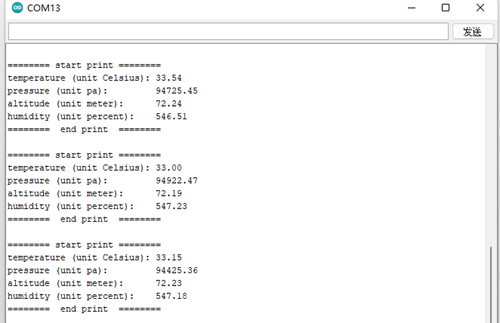 COM13
发送
======== start print ========
temperature (unit Celsius): 33.54
pressure (unit pa): 94725.45
altitude (unit meter): 72.24
humidity (unit percent): 546.51
======== end print ========
======== start print ========
temperature (unit Celsius): 33.00
pressure (unit pa): 94922.47
altitude (unit meter): 72.19
humidity (unit percent): 547.23
======== end print ========
======== start print ========
temperature (unit Celsius): 33.15
pressure (unit pa): 94425.36
altitude (unit meter): 72.23
humidity (unit percent): 547.18
======== end print ========